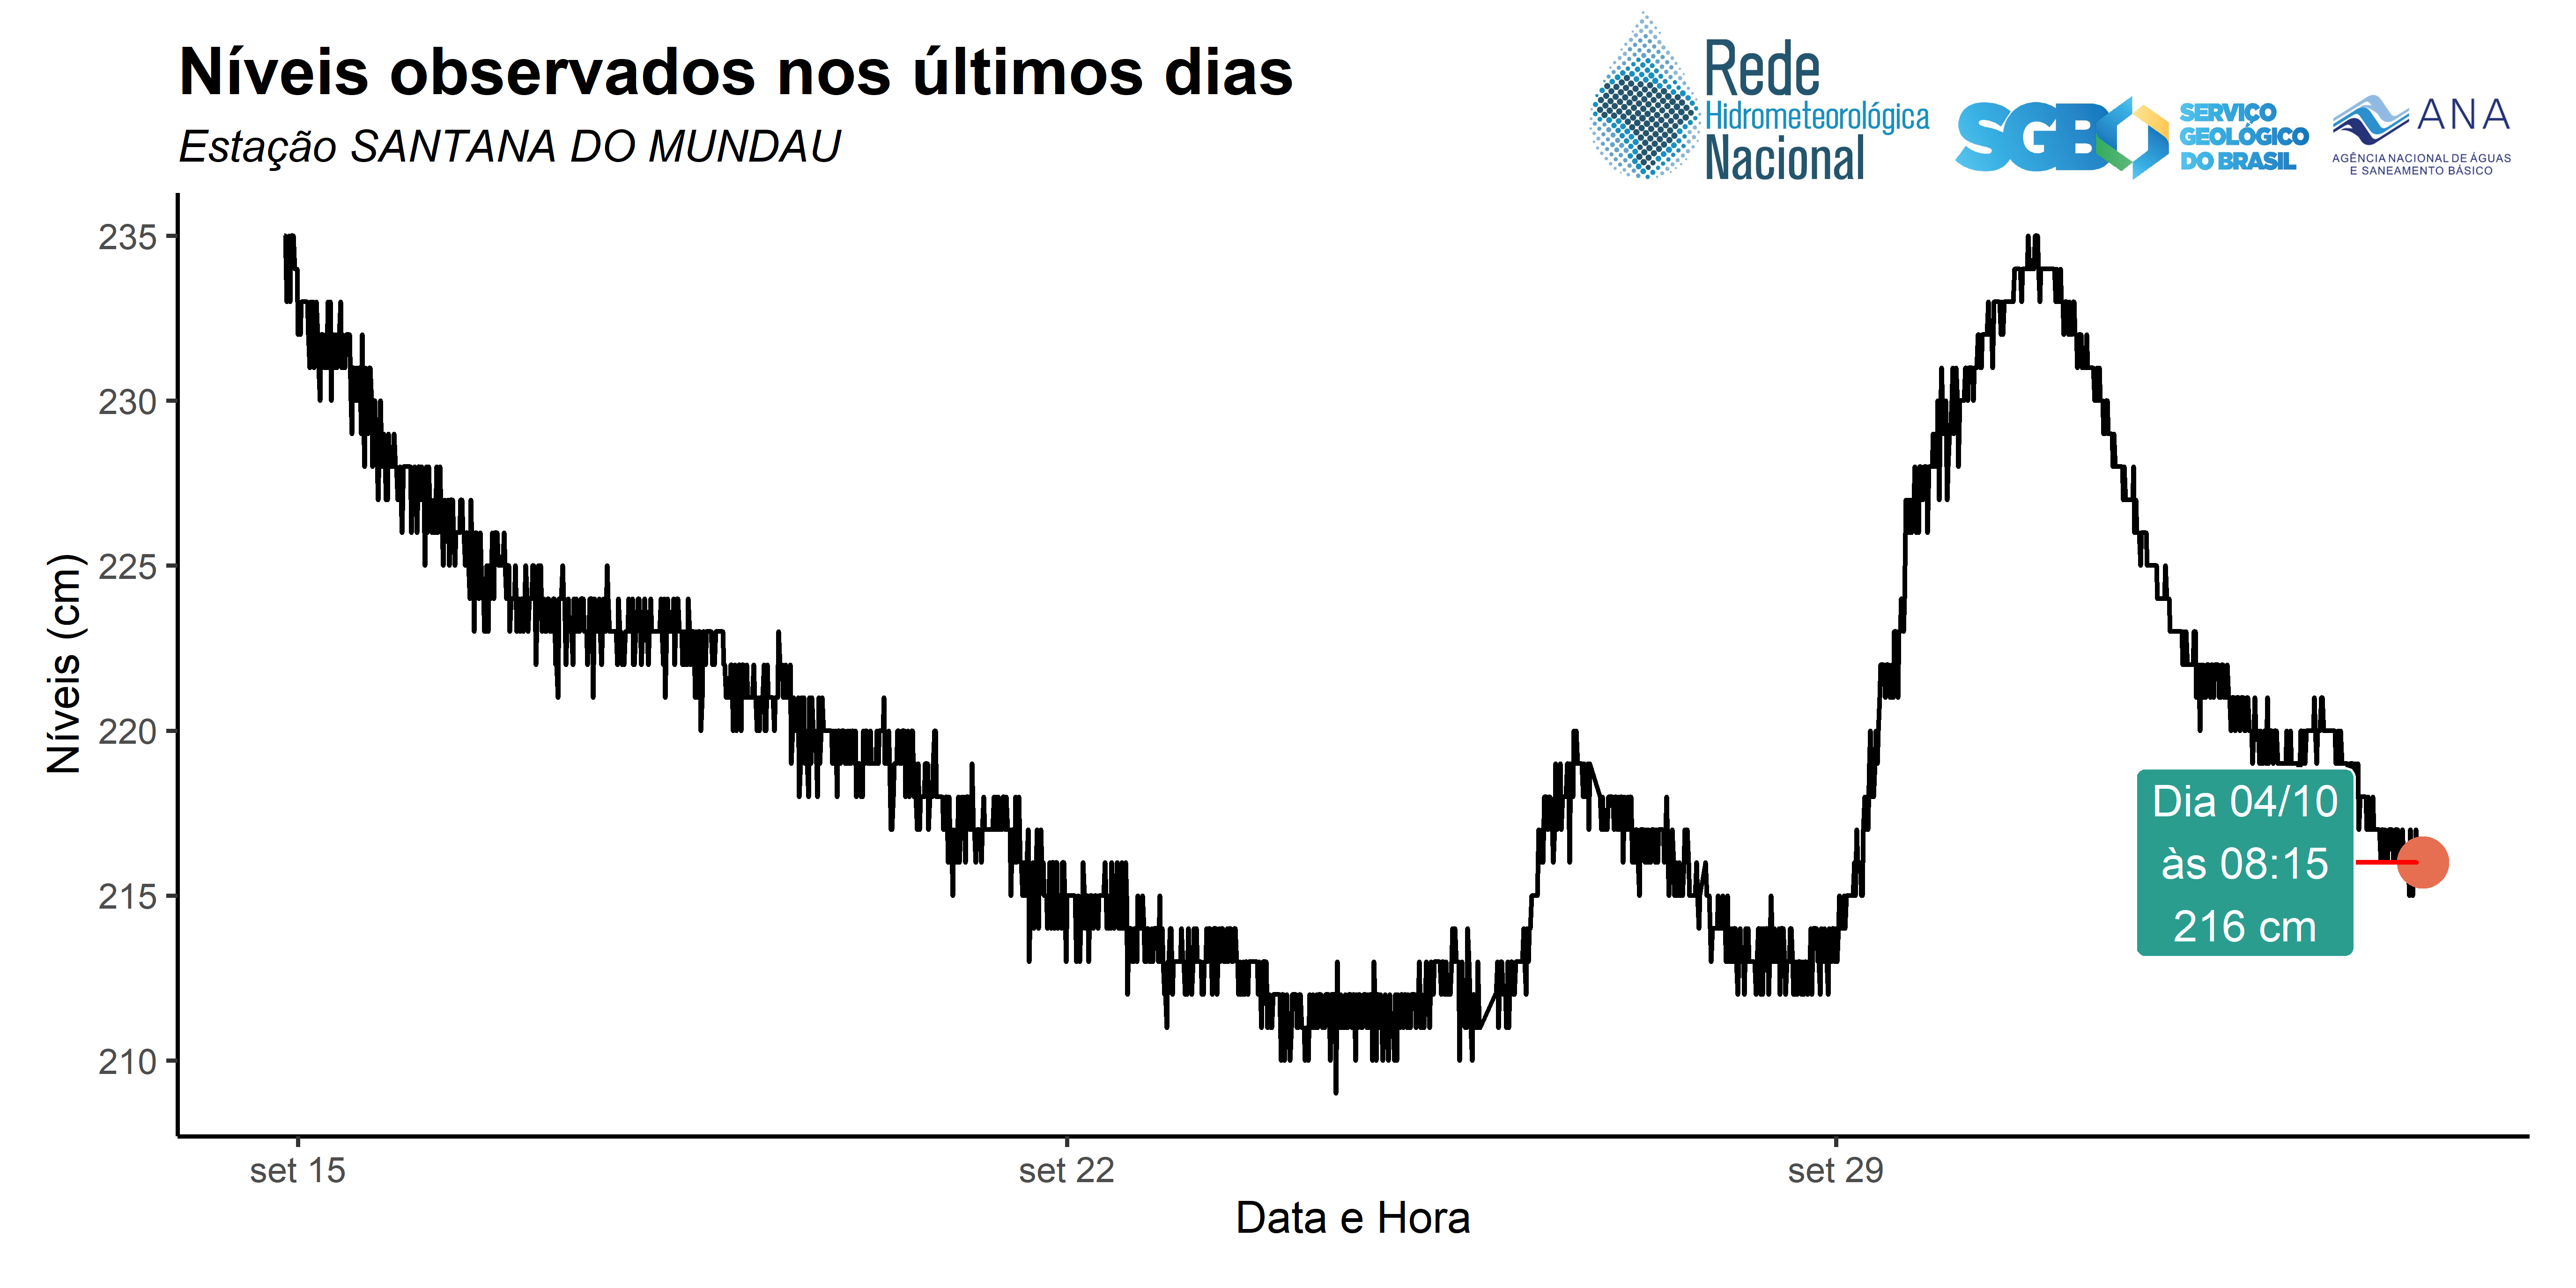 Níveis observados nos últimos dias
Estação SANTANA DO MUNDAU
Rede
Hidrometeorológica
Nacional
SGB
SERVIÇO
GEOLÓGICO
DO BRASIL
ANA
AGÊNCIA NACIONAL DE ÁGUAS
E SANEAMENTO BÁSICO
Níveis (cm)
235
230
225
220
215
210
Dia 04/10
às 08:15
216 cm
set 15
set 22
set 29
Data e Hora